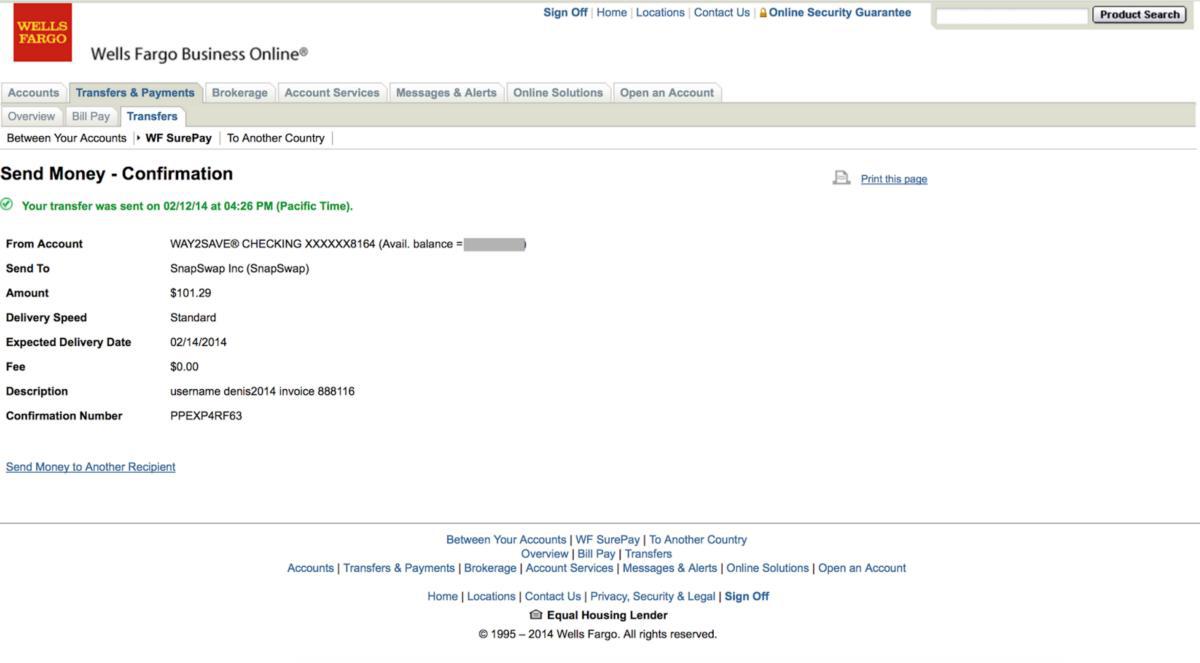 WELLS
FARGO
Sign Off | Home | Locations | Contact Us | Online Security Guarantee
Product Search
Wells Fargo Business Online®
Accounts Transfers & Payments Brokerage Account Services Messages & Alerts Online Solutions Open an Account
Overview Bill Pay Transfers
Between Your Accounts WF SurePay To Another Country
Send Money - Confirmation
Print this page
Your transfer was sent on 02/12/14 at 04:26 PM (Pacific Time).
From Account WAY2SAVE® CHECKING XXXXXX8164 (Avail. balance = )
Send To SnapSwap Inc (SnapSwap)
Amount $101.29
Delivery Speed Standard
Expected Delivery Date 02/14/2014
Fee $0.00
Description username denis2014 invoice 888116
Confirmation Number PPEXP4RF63
Send Money to Another Recipient
Between Your Accounts | WF SurePay | To Another Country
Overview | Bill Pay | Transfers
Accounts | Transfers & Payments | Brokerage | Account Services | Messages & Alerts | Online Solutions | Open an Account
Home | Locations | Contact Us | Privacy, Security & Legal | Sign Off
Equal Housing Lender
© 1995 – 2014 Wells Fargo. All rights reserved.